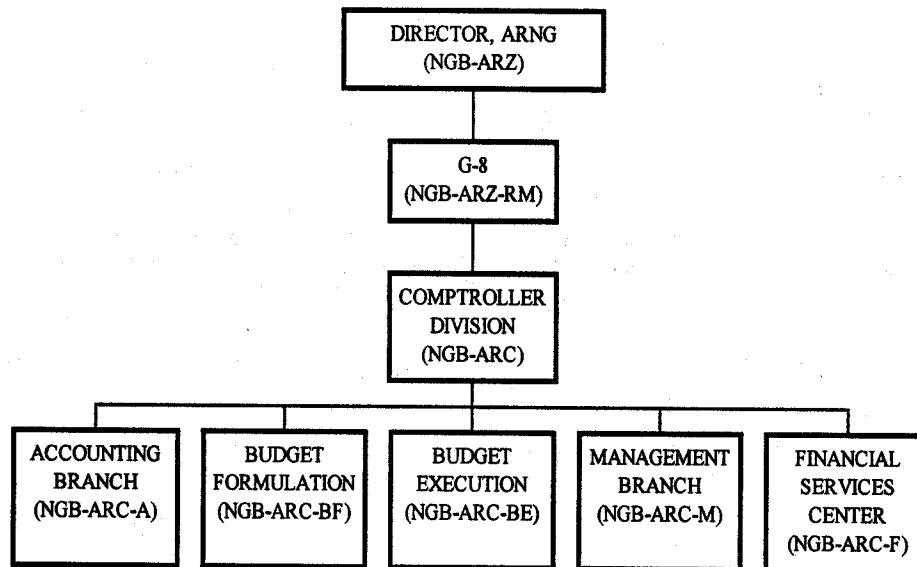 DIRECTOR, ARNG
(NGB-ARZ)
G-8
(NGB-ARZ-RM)
COMPTROLLER
DIVISION
(NGB-ARC)
ACCOUNTING
BRANCH
(NGB-ARC-A)
BUDGET
FORMULATION
(NGB-ARC-BF)
BUDGET
EXECUTION
(NGB-ARC-BE)
MANAGEMENT
BRANCH
(NGB-ARC-M)
FINANCIAL
SERVICES
CENTER
(NGB-ARC-F)